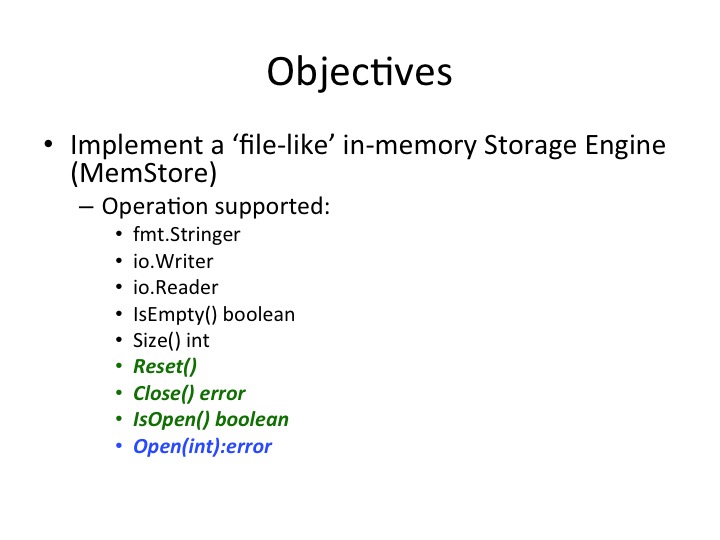 Objectives
• Implement a ‘file-like’ in-memory Storage Engine
(MemStore)
– Operation supported:
• fmt.Stringer
• io.Writer
• io.Reader
• IsEmpty() boolean
• Size() int
• Reset()
• Close() error
• IsOpen() boolean
• Open(int):error